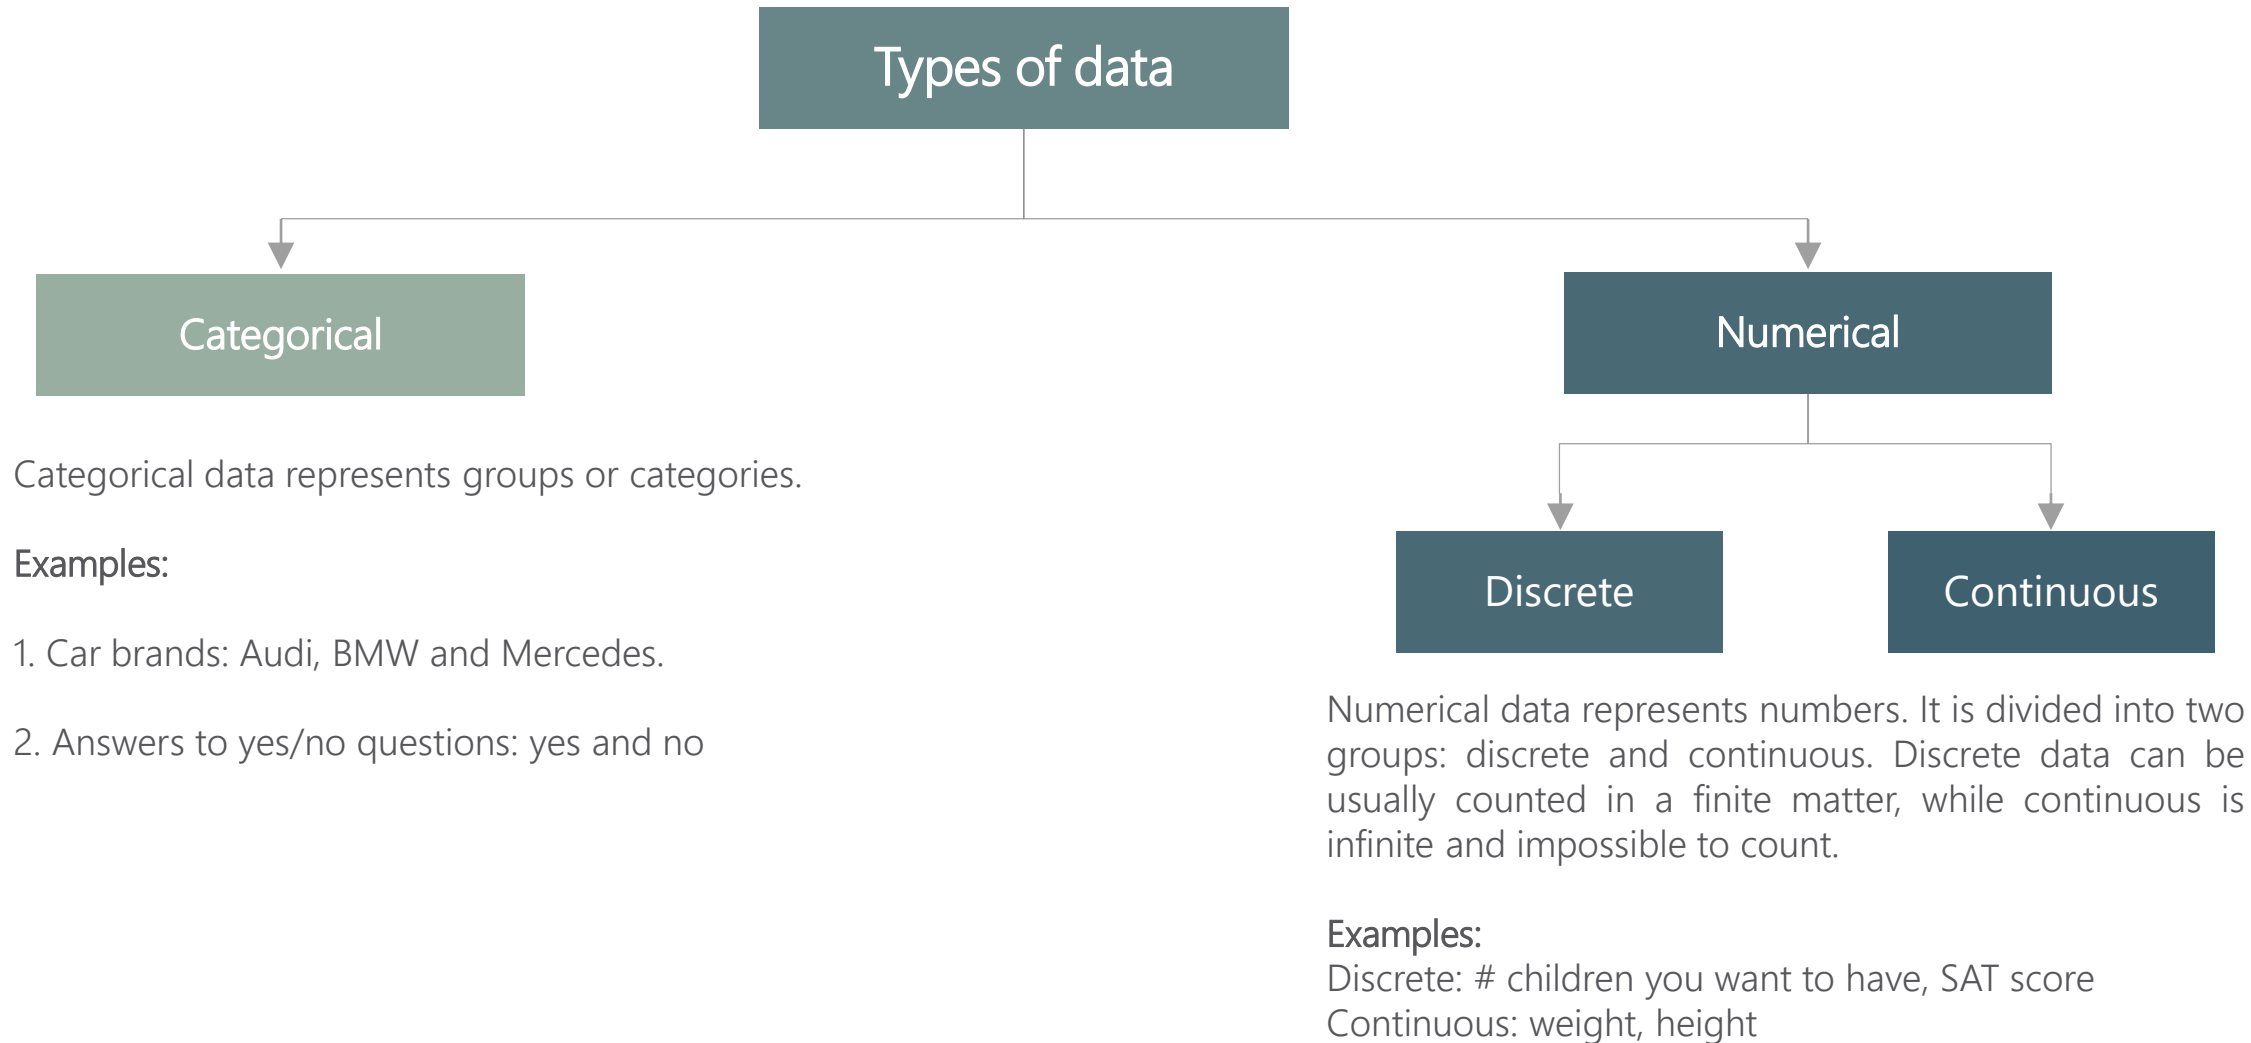 Types of data
Categorical
Numerical
Categorical data represents groups or categories.
Examples:
1. Car brands: Audi, BMW and Mercedes.
2. Answers to yes/no questions: yes and no
Discrete
Continuous
Numerical data represents numbers. It is divided into two
groups: discrete and continuous. Discrete data can be
usually counted in a finite matter, while continuous is
infinite and impossible to count.
Examples:
Discrete: # children you want to have, SAT score
Continuous: weight, height